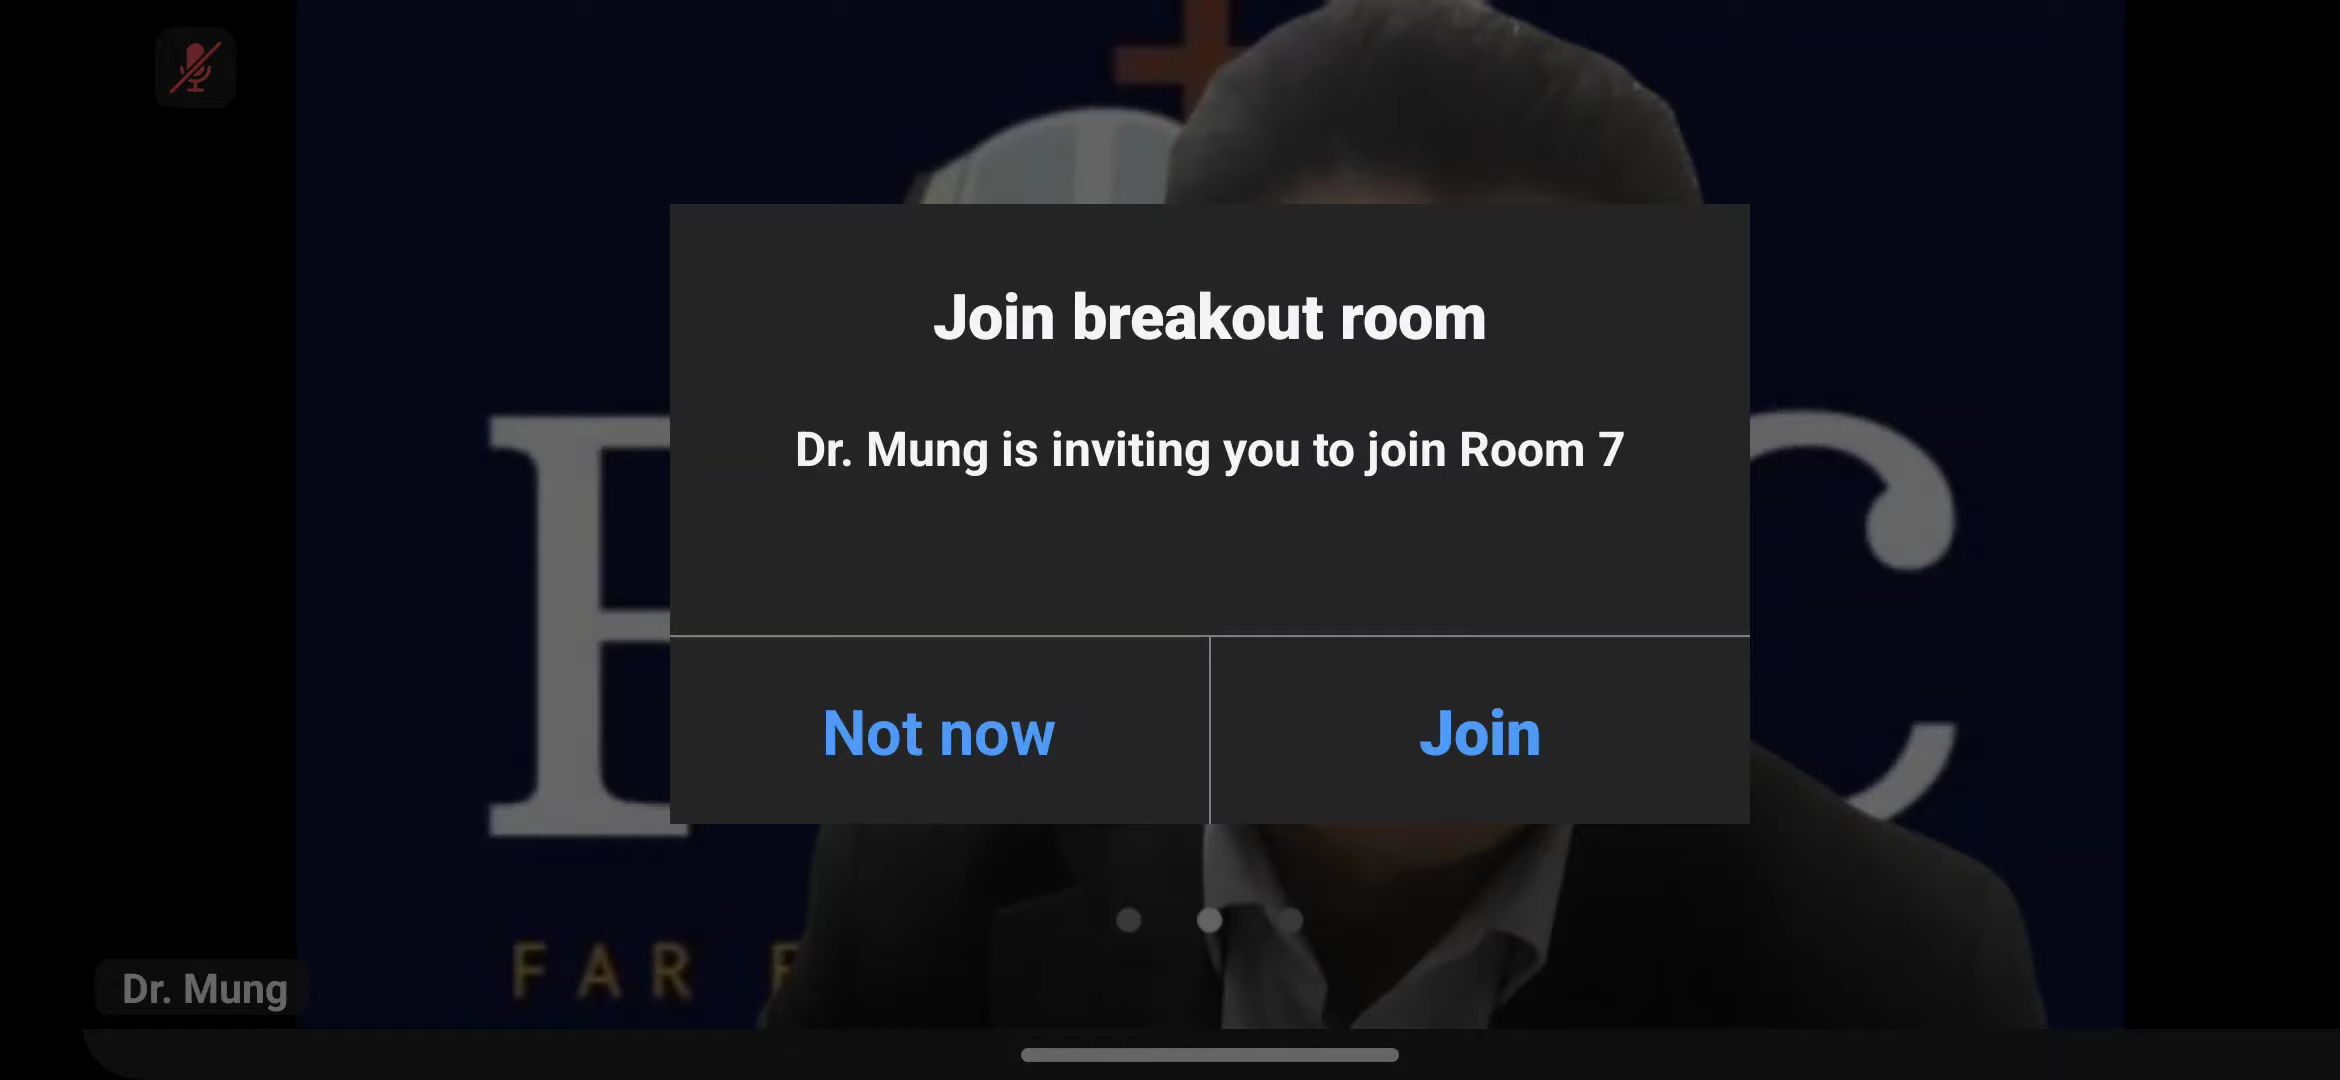 Join breakout room
Dr. Mung is inviting you to join Room 7
Not now
Join
C
FAR
Dr. Mung